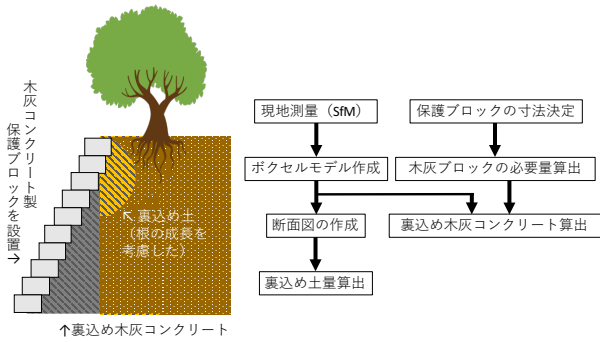 木灰コンクリート製
保護ブロックを設置→
↖裏込め土
（根の成長を
考慮した）
↑裏込め木灰コンクリート
現地測量（SfM）
保護ブロックの寸法決定
ボクセルモデル作成
木灰ブロックの必要量算出
断面図の作成
裏込め木灰コンクリート算出
裏込め土量算出